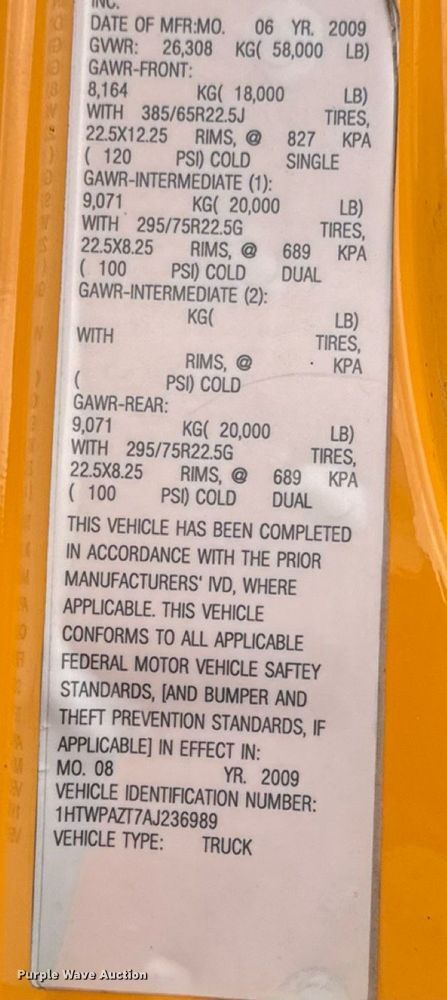 INC.
DATE OF MFR:MO. 06 YR. 2009
GVWR: 26,308 KG( 58,000 LB)
GAWR-FRONT:
8,164 KG( 18,000 LB)
WITH 385/65R22.5J TIRES,
22.5X12.25 RIMS, @ 827 KPA
( 120 PSI) COLD SINGLE
GAWR-INTERMEDIATE (1):
9,071 KG( 20,000 LB)
WITH 295/75R22.5G TIRES,
22.5X8.25 RIMS, @ 689 KPA
( 100 PSI) COLD DUAL
GAWR-INTERMEDIATE (2):
KG( LB)
WITH TIRES,
RIMS, @ KPA
( PSI) COLD
GAWR-REAR:
9,071 KG( 20,000 LB)
WITH 295/75R22.5G TIRES,
22.5X8.25 RIMS, @ 689 KPA
( 100 PSI) COLD DUAL
THIS VEHICLE HAS BEEN COMPLETED
IN ACCORDANCE WITH THE PRIOR
MANUFACTURERS' IVD, WHERE
APPLICABLE. THIS VEHICLE
CONFORMS TO ALL APPLICABLE
FEDERAL MOTOR VEHICLE SAFTEY
STANDARDS, [AND BUMPER AND
THEFT PREVENTION STANDARDS, IF
APPLICABLE] IN EFFECT IN:
MO. 08 YR. 2009
VEHICLE IDENTIFICATION NUMBER:
1HTWPAZT7AJ236989
VEHICLE TYPE: TRUCK
Purple Wave Auction